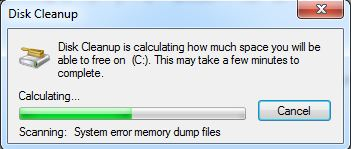 Disk Cleanup
Disk Cleanup is calculating how much space you will be
able to free on  (C:). This may take a few minutes to
complete.
Calculating...
Cancel
Scanning:   System error memory dump files